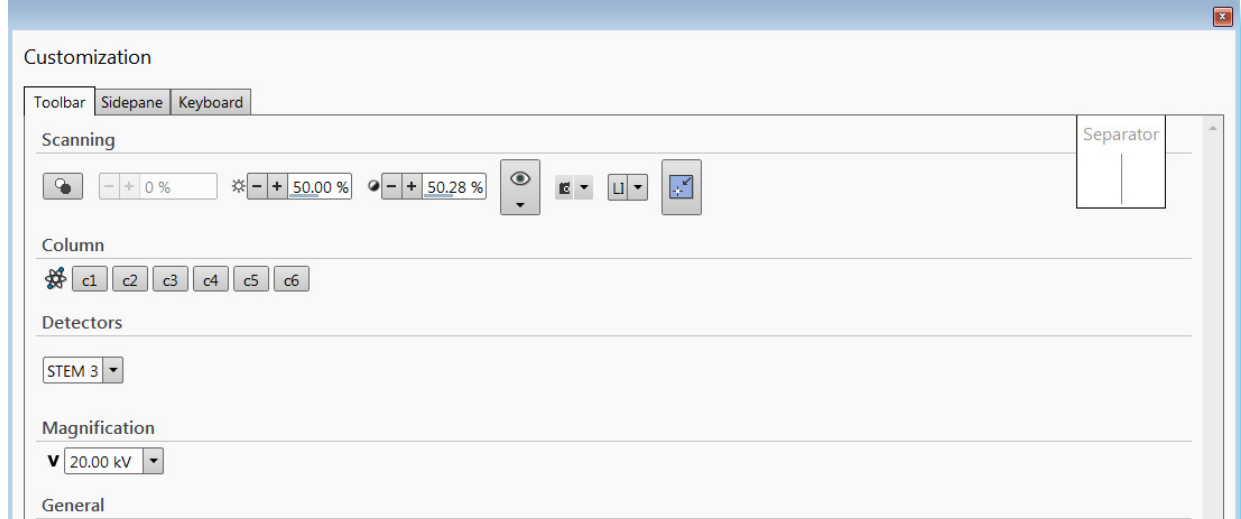 Customization
Toolbar Sidepane Keyboard
Scanning
Separator
0 % 50.00 % 50.28 % LI
Column
c1 c2 c3 c4 c5 c6
Detectors
STEM 3
Magnification
V 20.00 kV
General